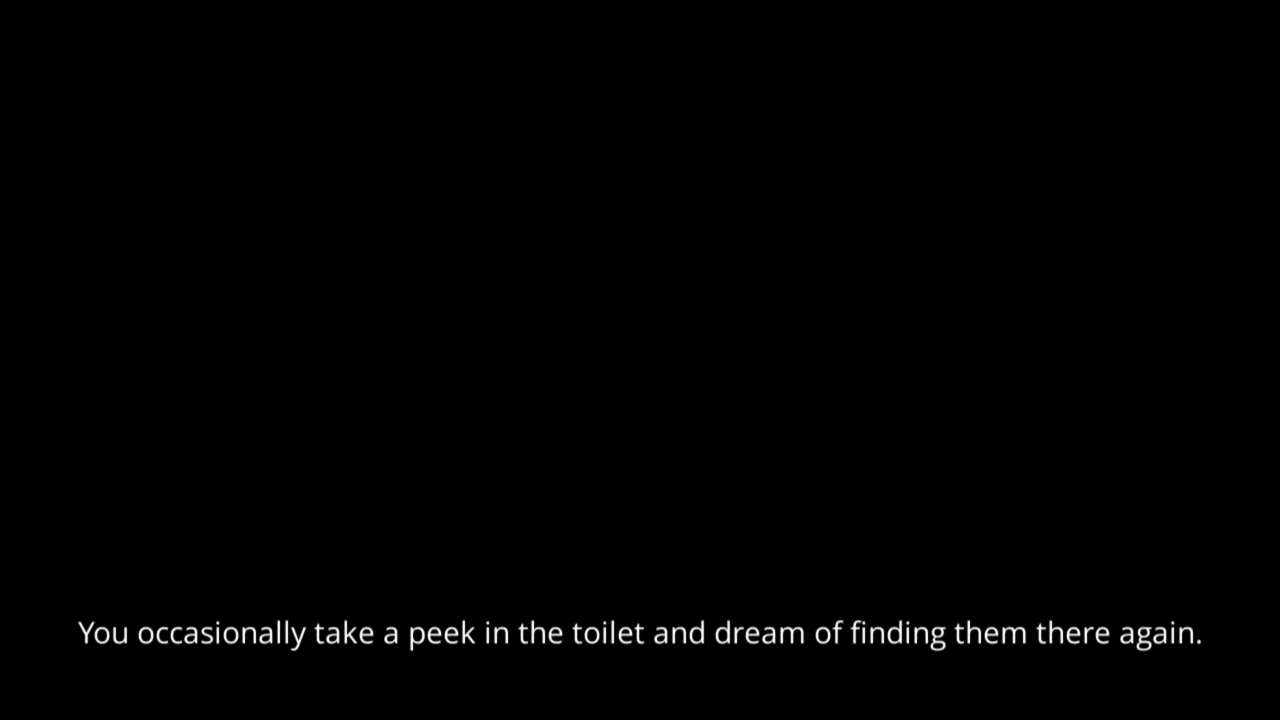 You occasionally take a peek in the toilet and dream of finding them there again.